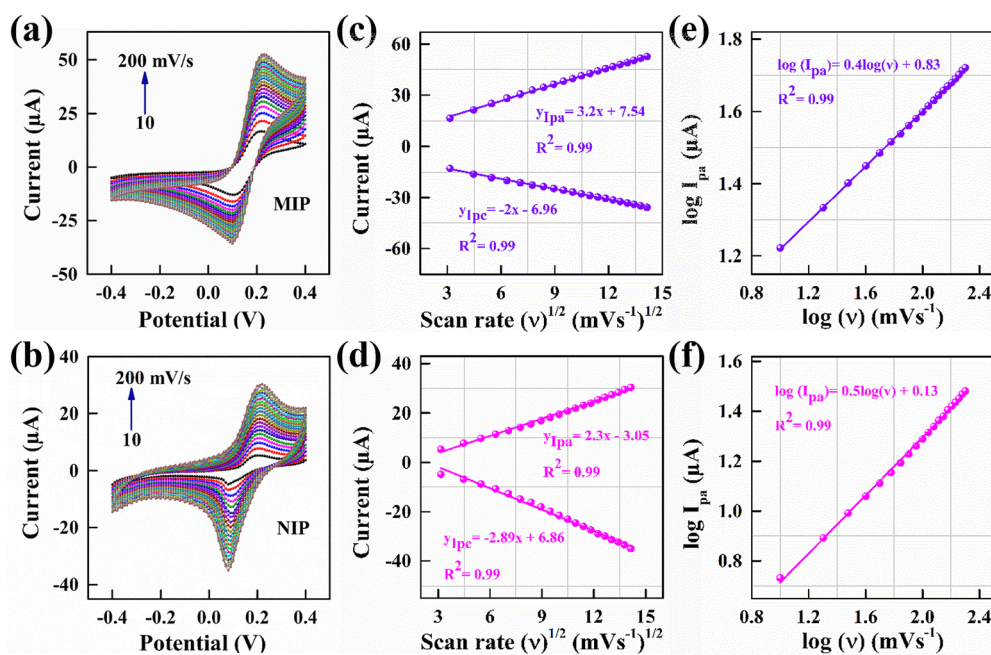 (a)
200 mV/s
10
MIP
50
25
0
-25
-50
-0.4 -0.2 0.0 0.2 0.4
Current (µA)
Potential (V)
(c)
60
30
0
-30
-60
3 6 9 12 15
Current (µA)
y_Ipa = 3.2x + 7.54
R² = 0.99
y_Ipc = -2x - 6.96
R² = 0.99
Scan rate (ν)^1/2 (mVs⁻¹)^1/2
(e)
log (I_pa)= 0.4log(ν) + 0.83
R² = 0.99
1.8
1.6
1.4
1.2
0.8 1.2 1.6 2.0 2.4
log I_pa (µA)
log (ν) (mVs⁻¹)
(b)
200 mV/s
10
NIP
40
20
0
-20
-40
-0.4 -0.2 0.0 0.2 0.4
Current (µA)
Potential (V)
(d)
40
20
0
-20
-40
3 6 9 12 15
Current (µA)
y_Ipa = 2.3x - 3.05
R² = 0.99
y_Ipc = -2.89x + 6.86
R² = 0.99
Scan rate (ν)^1/2 (mVs⁻¹)^1/2
(f)
log (I_pa)= 0.5log(ν) + 0.13
R² = 0.99
1.6
1.4
1.2
1.0
0.8
0.8 1.2 1.6 2.0 2.4
log I_pa (µA)
log (ν) (mVs⁻¹)